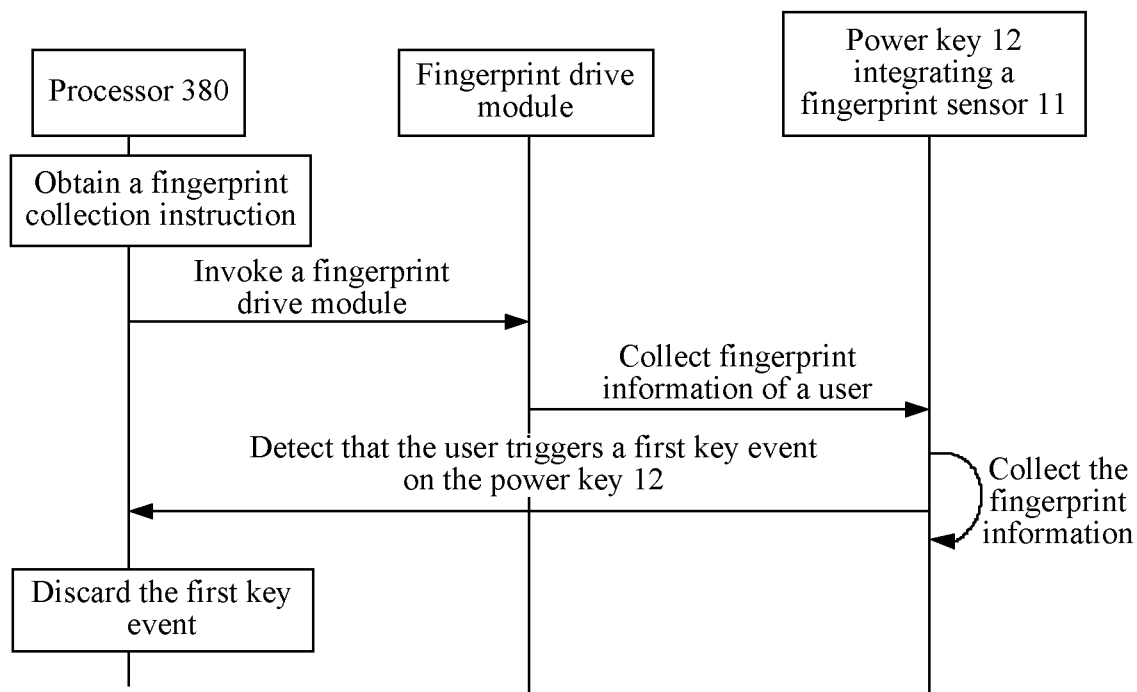 Processor 380
Fingerprint drive
module
Power key 12
integrating a
fingerprint sensor 11
Obtain a fingerprint
collection instruction
Invoke a fingerprint
drive module
Collect fingerprint
information of a user
Detect that the user triggers a first key event
on the power key 12
Collect the
fingerprint
information
Discard the first key
event